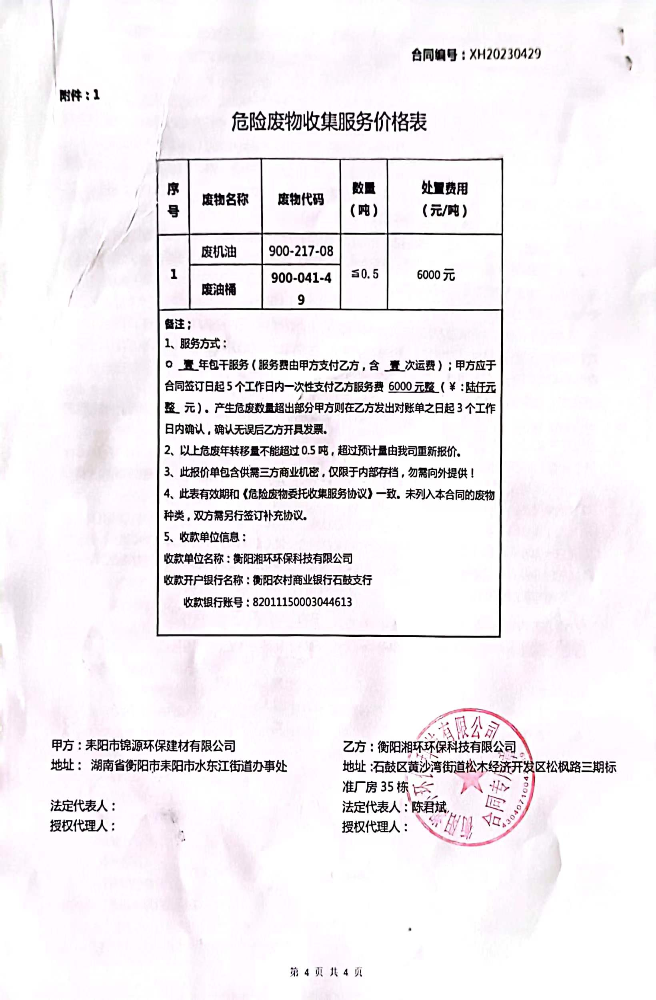 合同编号：XH20230429
附件：1
危险废物收集服务价格表
序号 废物名称 废物代码 数量（吨） 处置费用（元/吨）
1 废机油 900-217-08 ≦0.5 6000元
废油桶 900-041-49
备注；
1、服务方式：
○ 壹 年包干服务（服务费由甲方支付乙方，含 壹 次运费）；甲方应于
合同签订日起5个工作日内一次性支付乙方服务费 6000元整（¥：陆仟元
整 元）。产生危废数量超出部分甲方则在乙方发出对账单之日起3个工作
日内确认，确认无误后乙方开具发票。
2、以上危废年转移量不能超过0.5吨，超过预计量由我司重新报价。
3、此报价单包含供需三方商业机密，仅限于内部存档，勿需向外提供！
4、此表有效期和《危险废物委托收集服务协议》一致。未列入本合同的废物
种类，双方需另行签订补充协议。
5、收款单位信息：
收款单位名称：衡阳湘环环保科技有限公司
收款开户银行名称：衡阳农村商业银行石鼓支行
收款银行账号：82011150003044613
甲方：耒阳市锦源环保建材有限公司
地址： 湖南省衡阳市耒阳市水东江街道办事处
法定代表人：
授权代理人：
乙方：衡阳湘环环保科技有限公司
地址：石鼓区黄沙湾街道松木经济开发区松枫路三期标
准厂房35栋
法定代表人：陈君斌
授权代理人：
合同专用章
第 4 页 共 4 页